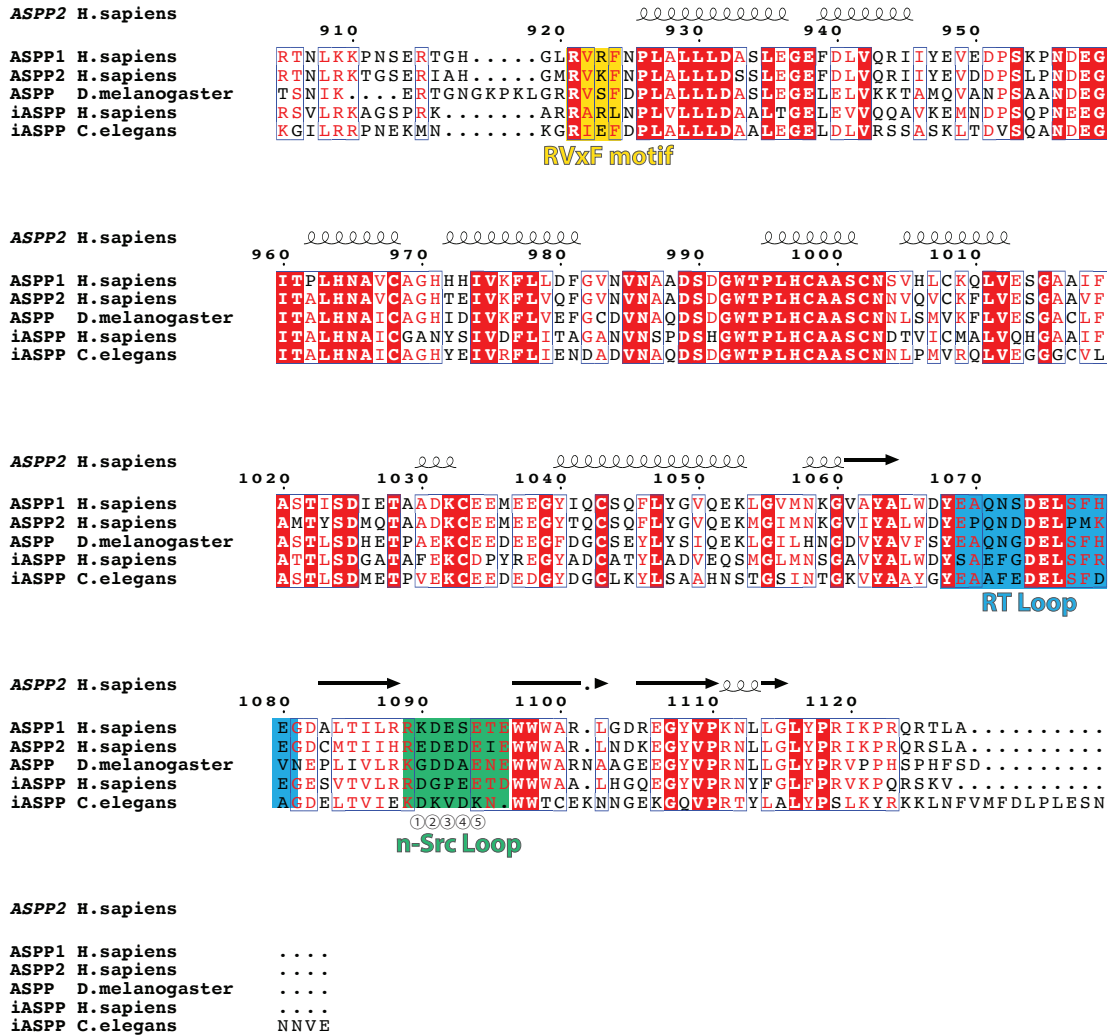 ASPP2 H.sapiens
910 920 930 940 950
ASPP1 H.sapiens RTNLKKPNSERTGH.....GLRVRFNPLALLLDASLEGEFDLVQRIIYEVEDPSKPNDEG
ASPP2 H.sapiens RTNLRKTGSERIAH.....GMRVKFNPLALLLDSSLEGEFDLVQRIIYEVDDPSLPNDEG
ASPP D.melanogaster TSNIK....ERTGNGKPKLGRRVSFDPLALLLDASLEGELELVKKTAMQVANPSAANDEG
iASPP H.sapiens RSVLRKAGSPRK.......ARRARLNPLVLLLDAALTGELEVVQQAVKEMNDPSQPNEEG
iASPP C.elegans KGILRRPNEKMN.......KGRIEFDPLALLLDAALEGELDLVRSSASKLTDVSQANDEG
RVxF motif
ASPP2 H.sapiens
960 970 980 990 1000 1010
ASPP1 H.sapiens ITPLHNAVCAGHHHIVKFLLDFGVNVNAADSDGWTPLHCAASCNSVHLCKQLVESGAAIF
ASPP2 H.sapiens ITALHNAVCAGHTEIVKFLVQFGVNVNAADSDGWTPLHCAASCNNVQVCKFLVESGAAVF
ASPP D.melanogaster ITALHNAICAGHIDIVKFLVEFGCDVNAQDSDGWTPLHCAASCNNLSMVKFLVESGACLF
iASPP H.sapiens ITALHNAICGANYSIVDFLITAGANVNSPDSHGWTPLHCAASCNDTVICMALVQHGAAIF
iASPP C.elegans ITALHNAICAGHYEIVRFLIENDADVNAQDSDGWTPLHCAASCNNLPMVRQLVEGGGCVL
ASPP2 H.sapiens
1020 1030 1040 1050 1060 1070
ASPP1 H.sapiens ASTISDIETAADKCEEMEEGYIQCSQFLYGVQEKLGVMNKGVAYALWDYEAQNSDELSFH
ASPP2 H.sapiens AMTYSDMQTAADKCEEMEEGYTQCSQFLYGVQEKMGIMNKGVIYALWDYEPQNDDELPMK
ASPP D.melanogaster ASTLSDHETPAEKCEEDEEGFDGCSEYLYSIQEKLGILHNGDVYAVFSYEAQNGDELSFH
iASPP H.sapiens ATTLSDGATAFEKCDPYREGYADCATYLADVEQSMGLMNSGAVYALWDYSAEFGDELSFR
iASPP C.elegans ASTLSDMETPVEKCEEDEDGYDGCLKYLSAAHNSTGSINTGKVYAAYGYEAAFEDELSFD
RT Loop
ASPP2 H.sapiens
1080 1090 1100 1110 1120
ASPP1 H.sapiens EGDALTILRRKDESETEWWWAR.LGDREGYVPKNLLGLYPRIKPRQRTLA..........
ASPP2 H.sapiens EGDCMTIIHREDEDEIEWWWAR.LNDKEGYVPRNLLGLYPRIKPRQRSLA..........
ASPP D.melanogaster VNEPLIVLRKGDDAENEWWWARNAAGEEGYVPRNLLGLYPRVPPHSPHFSD.........
iASPP H.sapiens EGESVTVLRRDGPEETDWWWAA.LHGQEGYVPRNYFGLFPRVKPQRSKV...........
iASPP C.elegans AGDELTVIEKDKVDKN.WWTCEKNNGEKGQVPRTYLALYPSLKYRKKLNFVMFDLPLESN
①②③④⑤
n-Src Loop
ASPP2 H.sapiens
ASPP1 H.sapiens ....
ASPP2 H.sapiens ....
ASPP D.melanogaster ....
iASPP H.sapiens ....
iASPP C.elegans NNVE